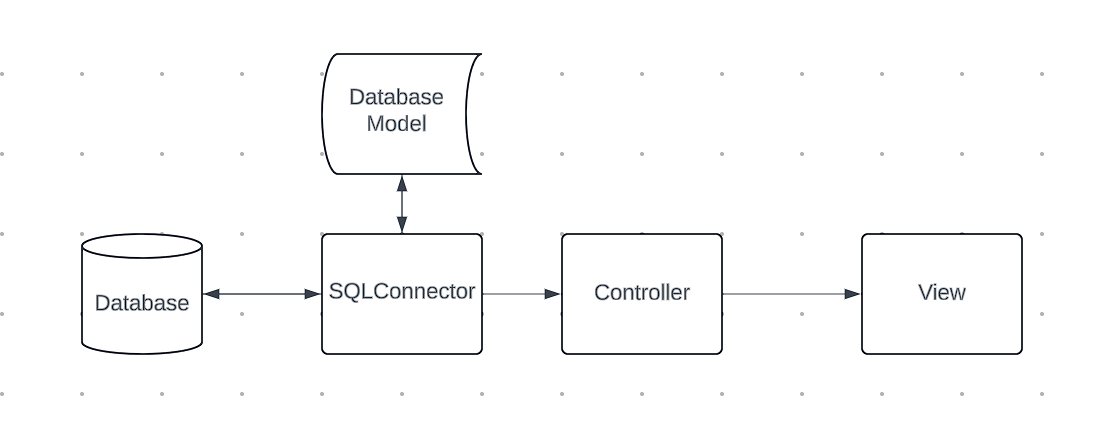 Database
Model
Database
SQLConnector
Controller
View